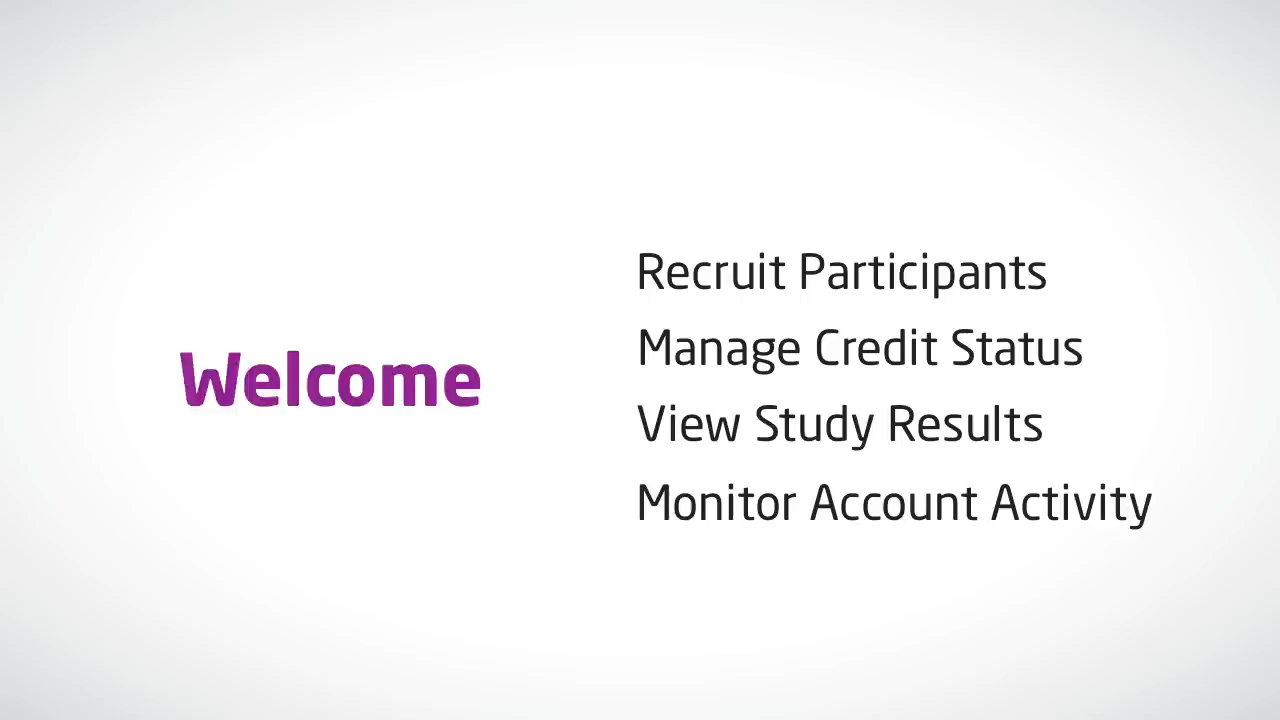 Welcome
Recruit Participants
Manage Credit Status
View Study Results
Monitor Account Activity